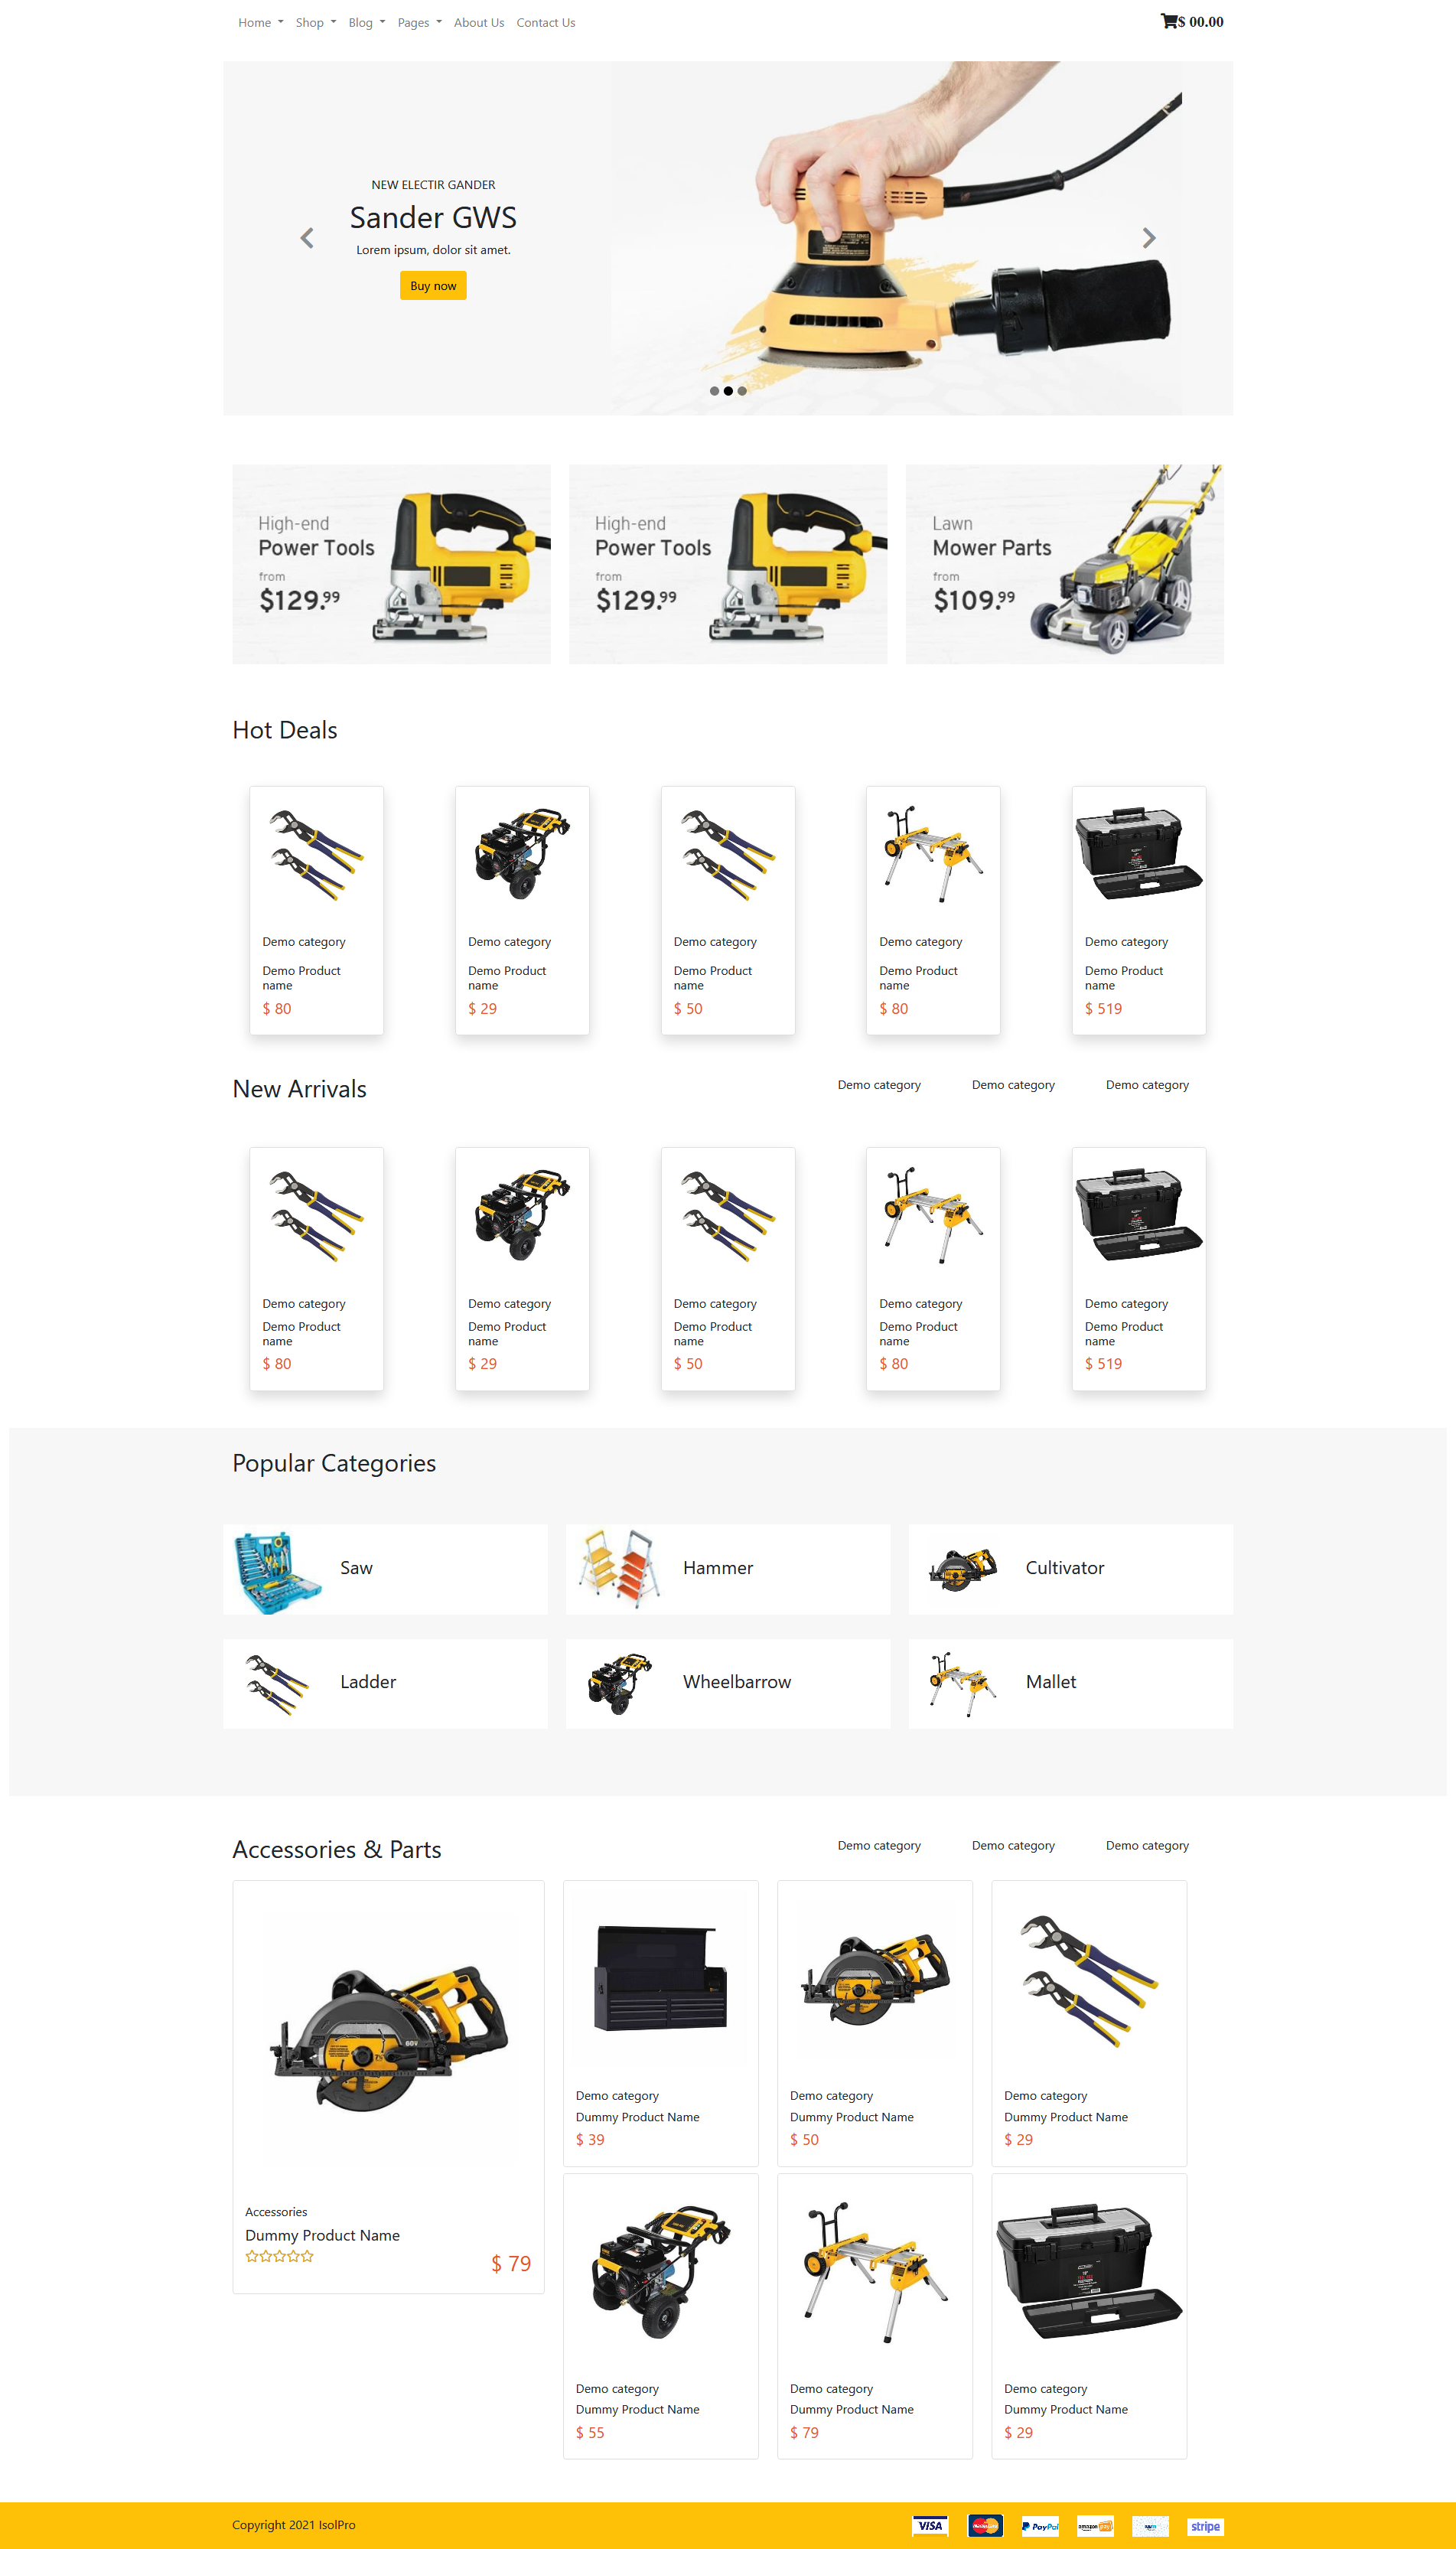 Home Shop Blog Pages About Us Contact Us
$ 00.00
NEW ELECTIR GANDER
Sander GWS
Lorem ipsum, dolor sit amet.
Buy now
High-end
Power Tools
from
$129.99
High-end
Power Tools
from
$129.99
Lawn
Mower Parts
from
$109.99
Hot Deals
Demo category
Demo Product
name
$ 80
Demo category
Demo Product
name
$ 29
Demo category
Demo Product
name
$ 50
Demo category
Demo Product
name
$ 80
Demo category
Demo Product
name
$ 519
New Arrivals
Demo category Demo category Demo category
Demo category
Demo Product
name
$ 80
Demo category
Demo Product
name
$ 29
Demo category
Demo Product
name
$ 50
Demo category
Demo Product
name
$ 80
Demo category
Demo Product
name
$ 519
Popular Categories
Saw
Hammer
Cultivator
Ladder
Wheelbarrow
Mallet
Accessories & Parts
Demo category Demo category Demo category
60V
Accessories
Dummy Product Name
$ 79
Demo category
Dummy Product Name
$ 39
Demo category
Dummy Product Name
$ 50
Demo category
Dummy Product Name
$ 29
Demo category
Dummy Product Name
$ 55
Demo category
Dummy Product Name
$ 79
Demo category
Dummy Product Name
$ 29
Copyright 2021 IsolPro
VISA
MasterCard
PayPal
amazon pay
stripe